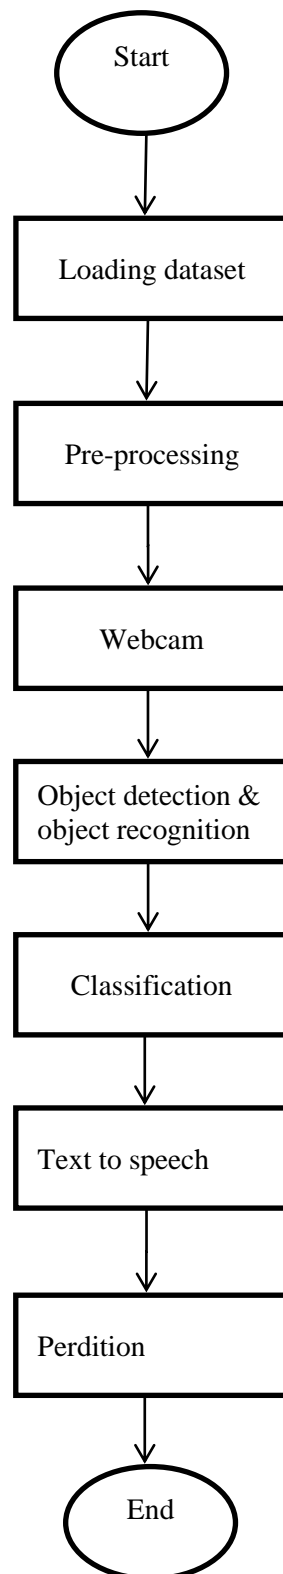 Start
Loading dataset
Pre-processing
Webcam
Object detection &
object recognition
Classification
Text to speech
Perdition
End